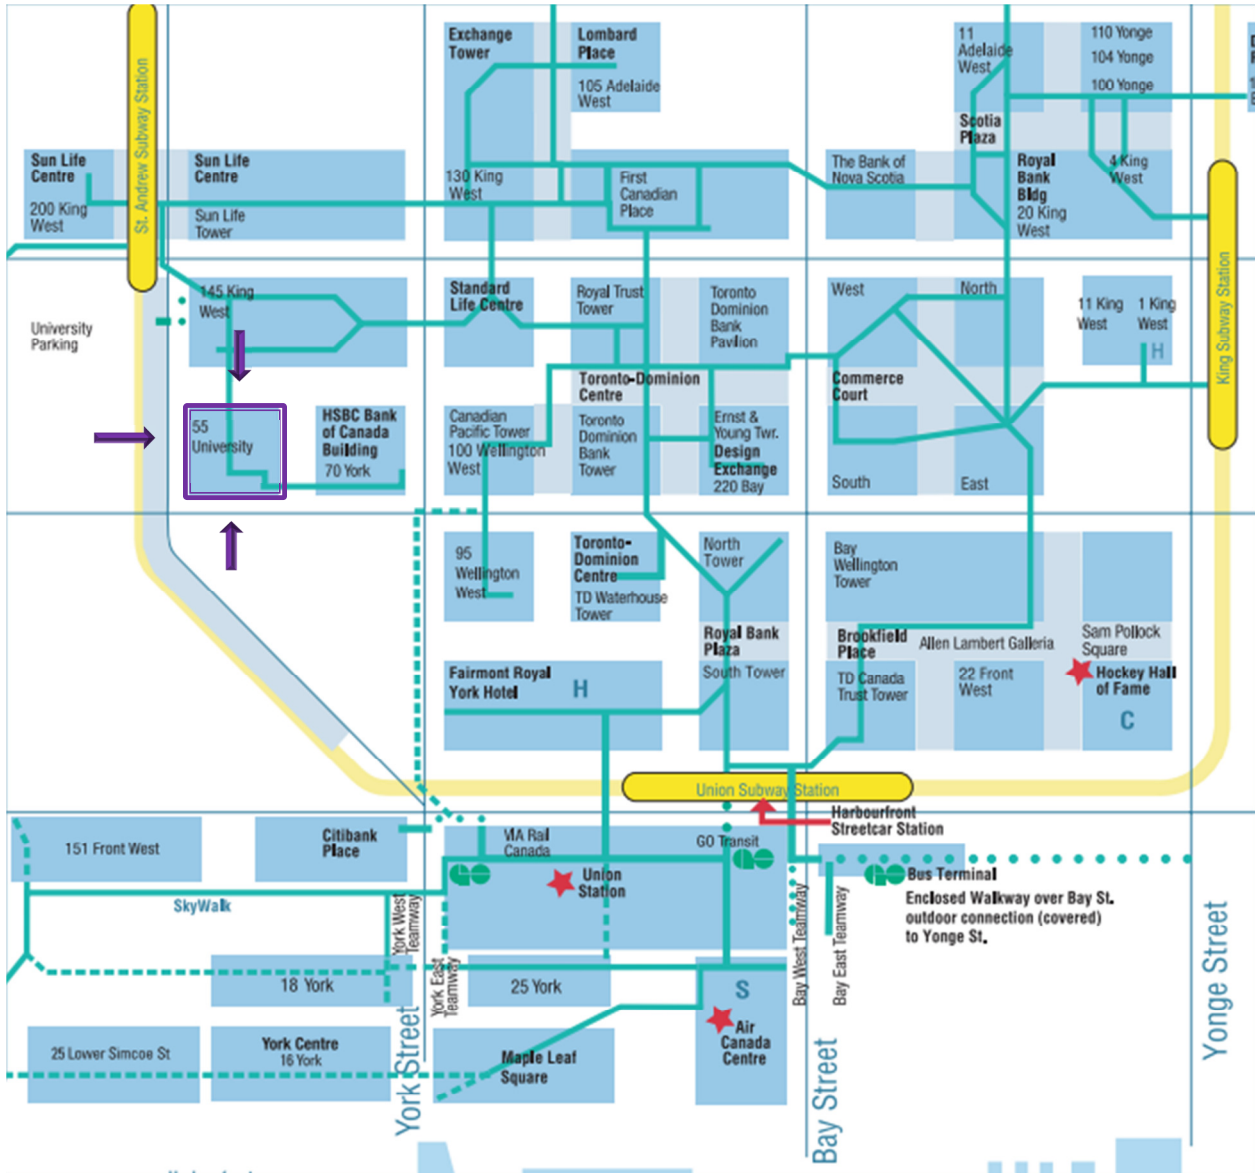 St. Andrew Subway Station
Exchange
Tower
Lombard
Place
105 Adelaide
West
11
Adelaide
West
110 Yonge
104 Yonge
100 Yonge
Sun Life
Centre
200 King
West
Sun Life
Centre
Sun Life
Tower
130 King
West
First
Canadian
Place
The Bank of
Nova Scotia
Scotia
Plaza
Royal
Bank
Bldg
20 King
West
4 King
West
King Subway Station
University
Parking
145 King
West
Standard
Life Centre
Royal Trust
Tower
Toronto
Dominion
Bank
Pavilion
West
North
11 King
West
1 King
West
H
Toronto-Dominion
Centre
Commerce
Court
55
University
HSBC Bank
of Canada
Building
70 York
Canadian
Pacific Tower
100 Wellington
West
Toronto
Dominion
Bank
Tower
Ernst &
Young Twr.
Design
Exchange
220 Bay
South
East
95
Wellington
West
Toronto-
Dominion
Centre
TD Waterhouse
Tower
North
Tower
Bay
Wellington
Tower
Royal Bank
Plaza
South Tower
Brookfield
Place
Allen Lambert Galleria
Sam Pollock
Square
Fairmont Royal
York Hotel
H
TD Canada
Trust Tower
22 Front
West
Hockey Hall
of Fame
C
Union Subway Station
Harbourfront
Streetcar Station
151 Front West
Citibank
Place
VIA Rail
Canada
GO Transit
Union
Station
Bus Terminal
Enclosed Walkway over Bay St.
outdoor connection (covered)
to Yonge St.
SkyWalk
York West
Teamway
York East
Teamway
Bay West Teamway
Bay East Teamway
18 York
25 York
S
Air
Canada
Centre
25 Lower Simcoe St
York Centre
16 York
Maple Leaf
Square
York Street
Bay Street
Yonge Street